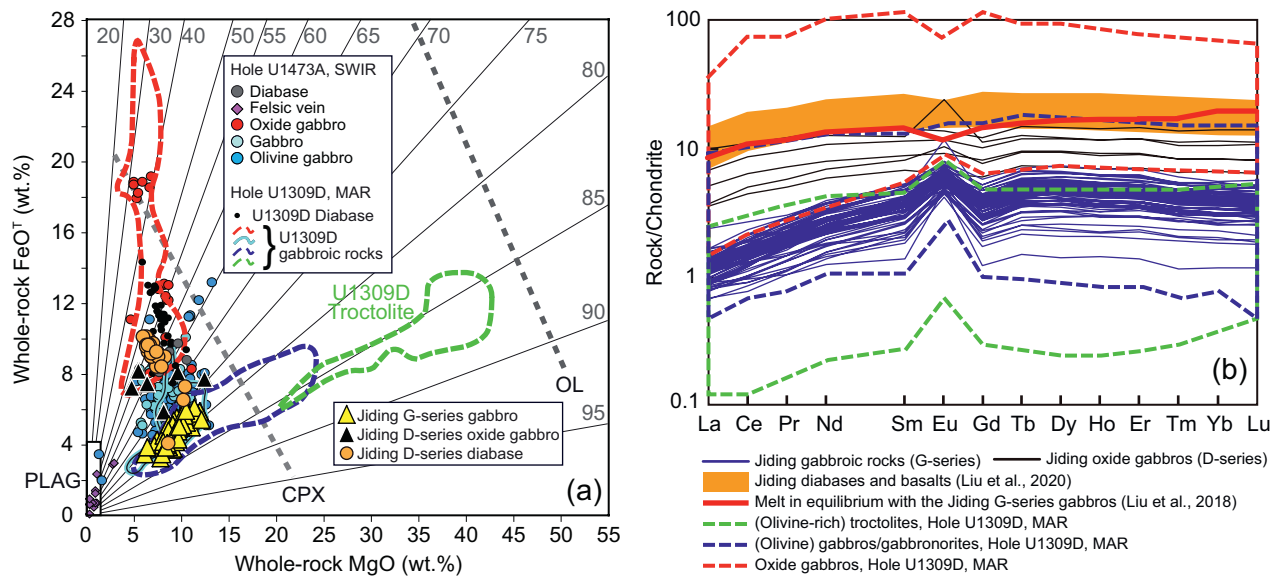 28
24
20
16
12
8
4
0
Whole-rock FeOᵀ (wt.%)
PLAG
20 30 40 50 55 60 65 70 75
80
85
90
95
Hole U1473A, SWIR
Diabase
Felsic vein
Oxide gabbro
Gabbro
Olivine gabbro
Hole U1309D, MAR
U1309D Diabase
U1309D
gabbroic rocks
U1309D
Troctolite
OL
CPX
Jiding G-series gabbro
Jiding D-series oxide gabbro
Jiding D-series diabase
(a)
0 5 10 15 20 25 30 35 40 45 50 55
Whole-rock MgO (wt.%)
100
10
1
0.1
Rock/Chondrite
(b)
La Ce Pr Nd Sm Eu Gd Tb Dy Ho Er Tm Yb Lu
Jiding gabbroic rocks (G-series) Jiding oxide gabbros (D-series)
Jiding diabases and basalts (Liu et al., 2020)
Melt in equilibrium with the Jiding G-series gabbros (Liu et al., 2018)
(Olivine-rich) troctolites, Hole U1309D, MAR
(Olivine) gabbros/gabbronorites, Hole U1309D, MAR
Oxide gabbros, Hole U1309D, MAR